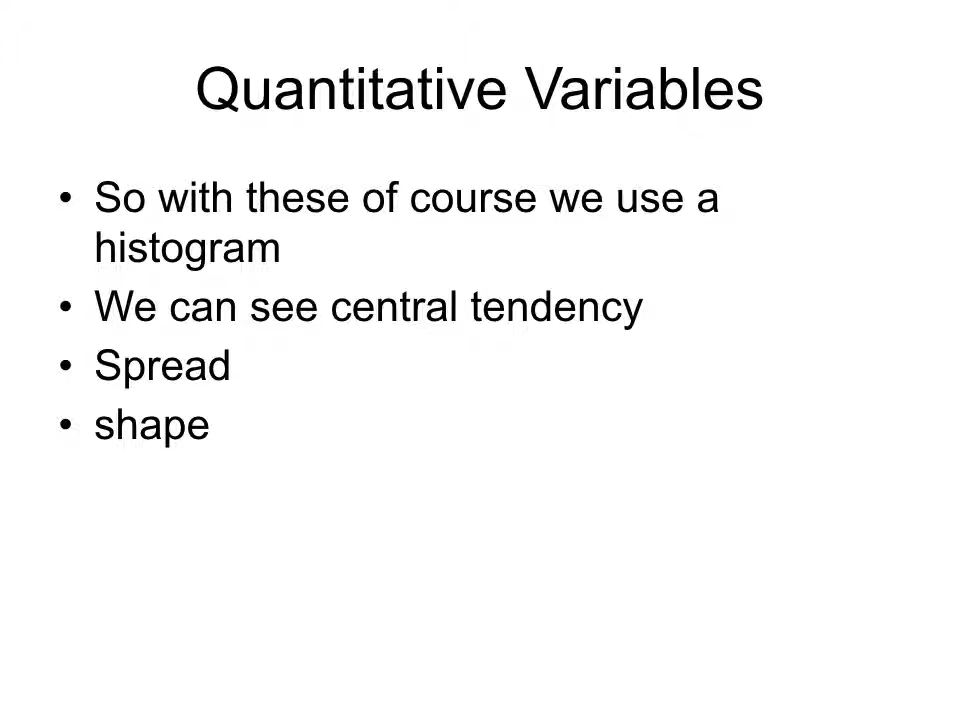 Quantitative Variables
• So with these of course we use a
histogram
• We can see central tendency
• Spread
• shape